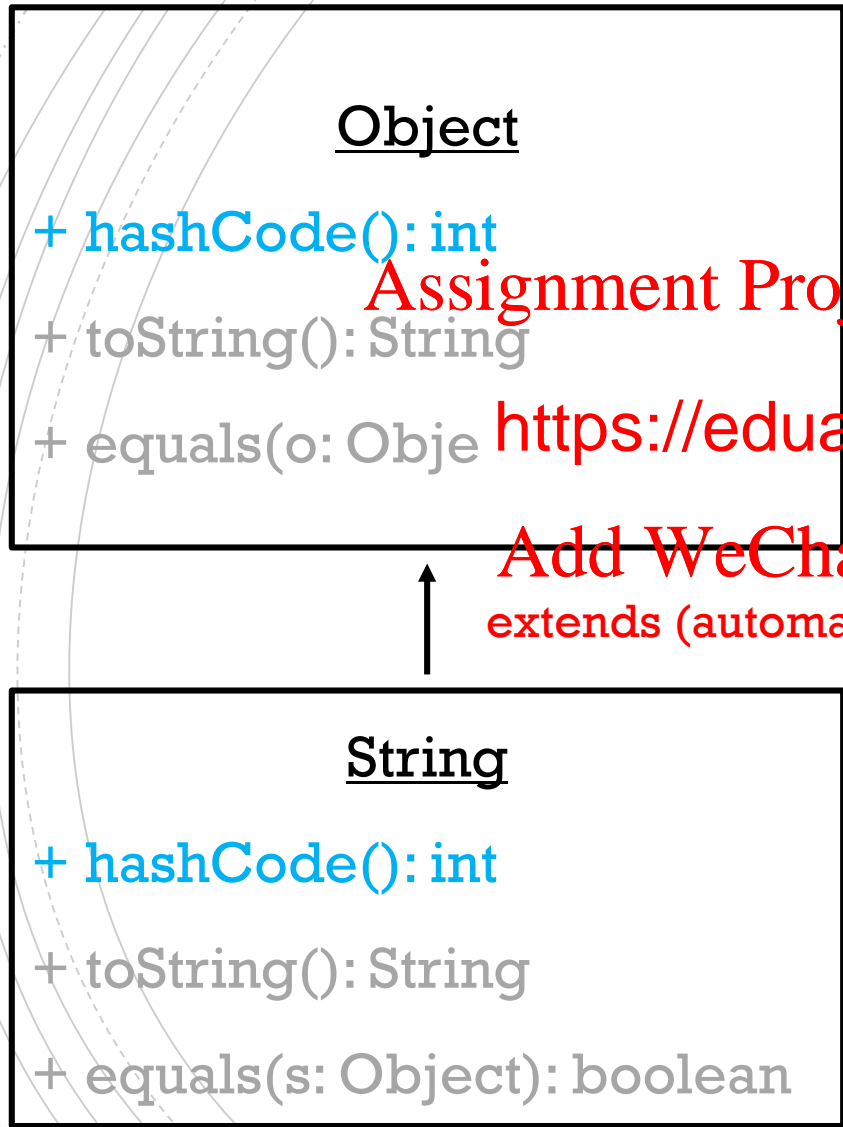 Object
+ hashCode(): int
Assignment Pro
+ toString(): String
https://edua
+ equals(o: Obje
Add WeCha
extends (automa
String
+ hashCode(): int
+ toString(): String
+ equals(s: Object): boolean